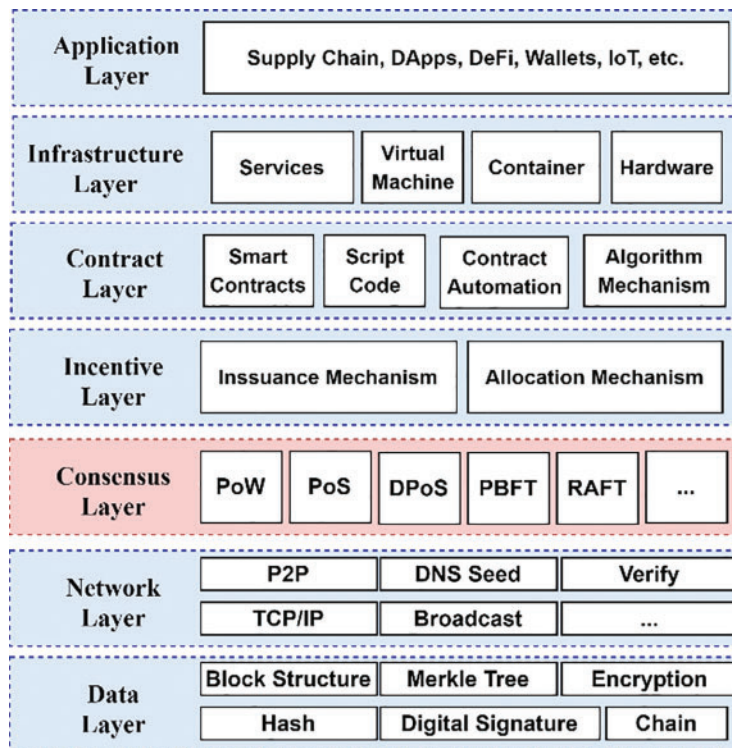 Application
Layer
Supply Chain, DApps, DeFi, Wallets, IoT, etc.
Infrastructure
Layer
Services
Virtual
Machine
Container
Hardware
Contract
Layer
Smart
Contracts
Script
Code
Contract
Automation
Algorithm
Mechanism
Incentive
Layer
Inssuance Mechanism
Allocation Mechanism
Consensus
Layer
PoW
PoS
DPoS
PBFT
RAFT
...
Network
Layer
P2P
DNS Seed
Verify
TCP/IP
Broadcast
...
Data
Layer
Block Structure
Merkle Tree
Encryption
Hash
Digital Signature
Chain